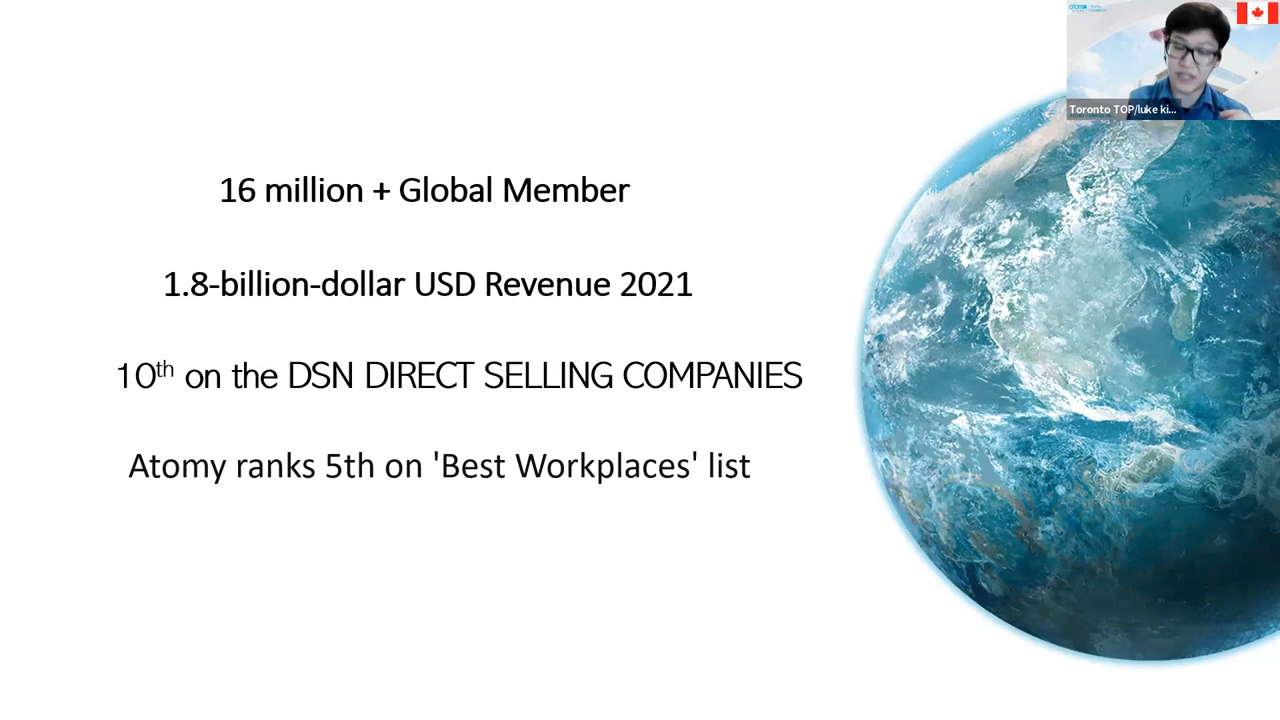 atomy
Toronto TOP/luke ki...
16 million + Global Member
1.8-billion-dollar USD Revenue 2021
10th on the DSN DIRECT SELLING COMPANIES
Atomy ranks 5th on 'Best Workplaces' list